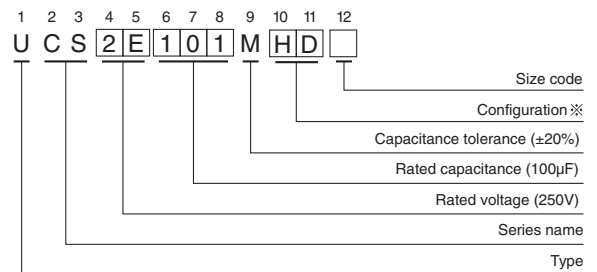 1 2 3 4 5 6 7 8 9 10 11 12
U C S 2 E 1 0 1 M H D
Size code
Configuration※
Capacitance tolerance (±20%)
Rated capacitance (100µF)
Rated voltage (250V)
Series name
Type